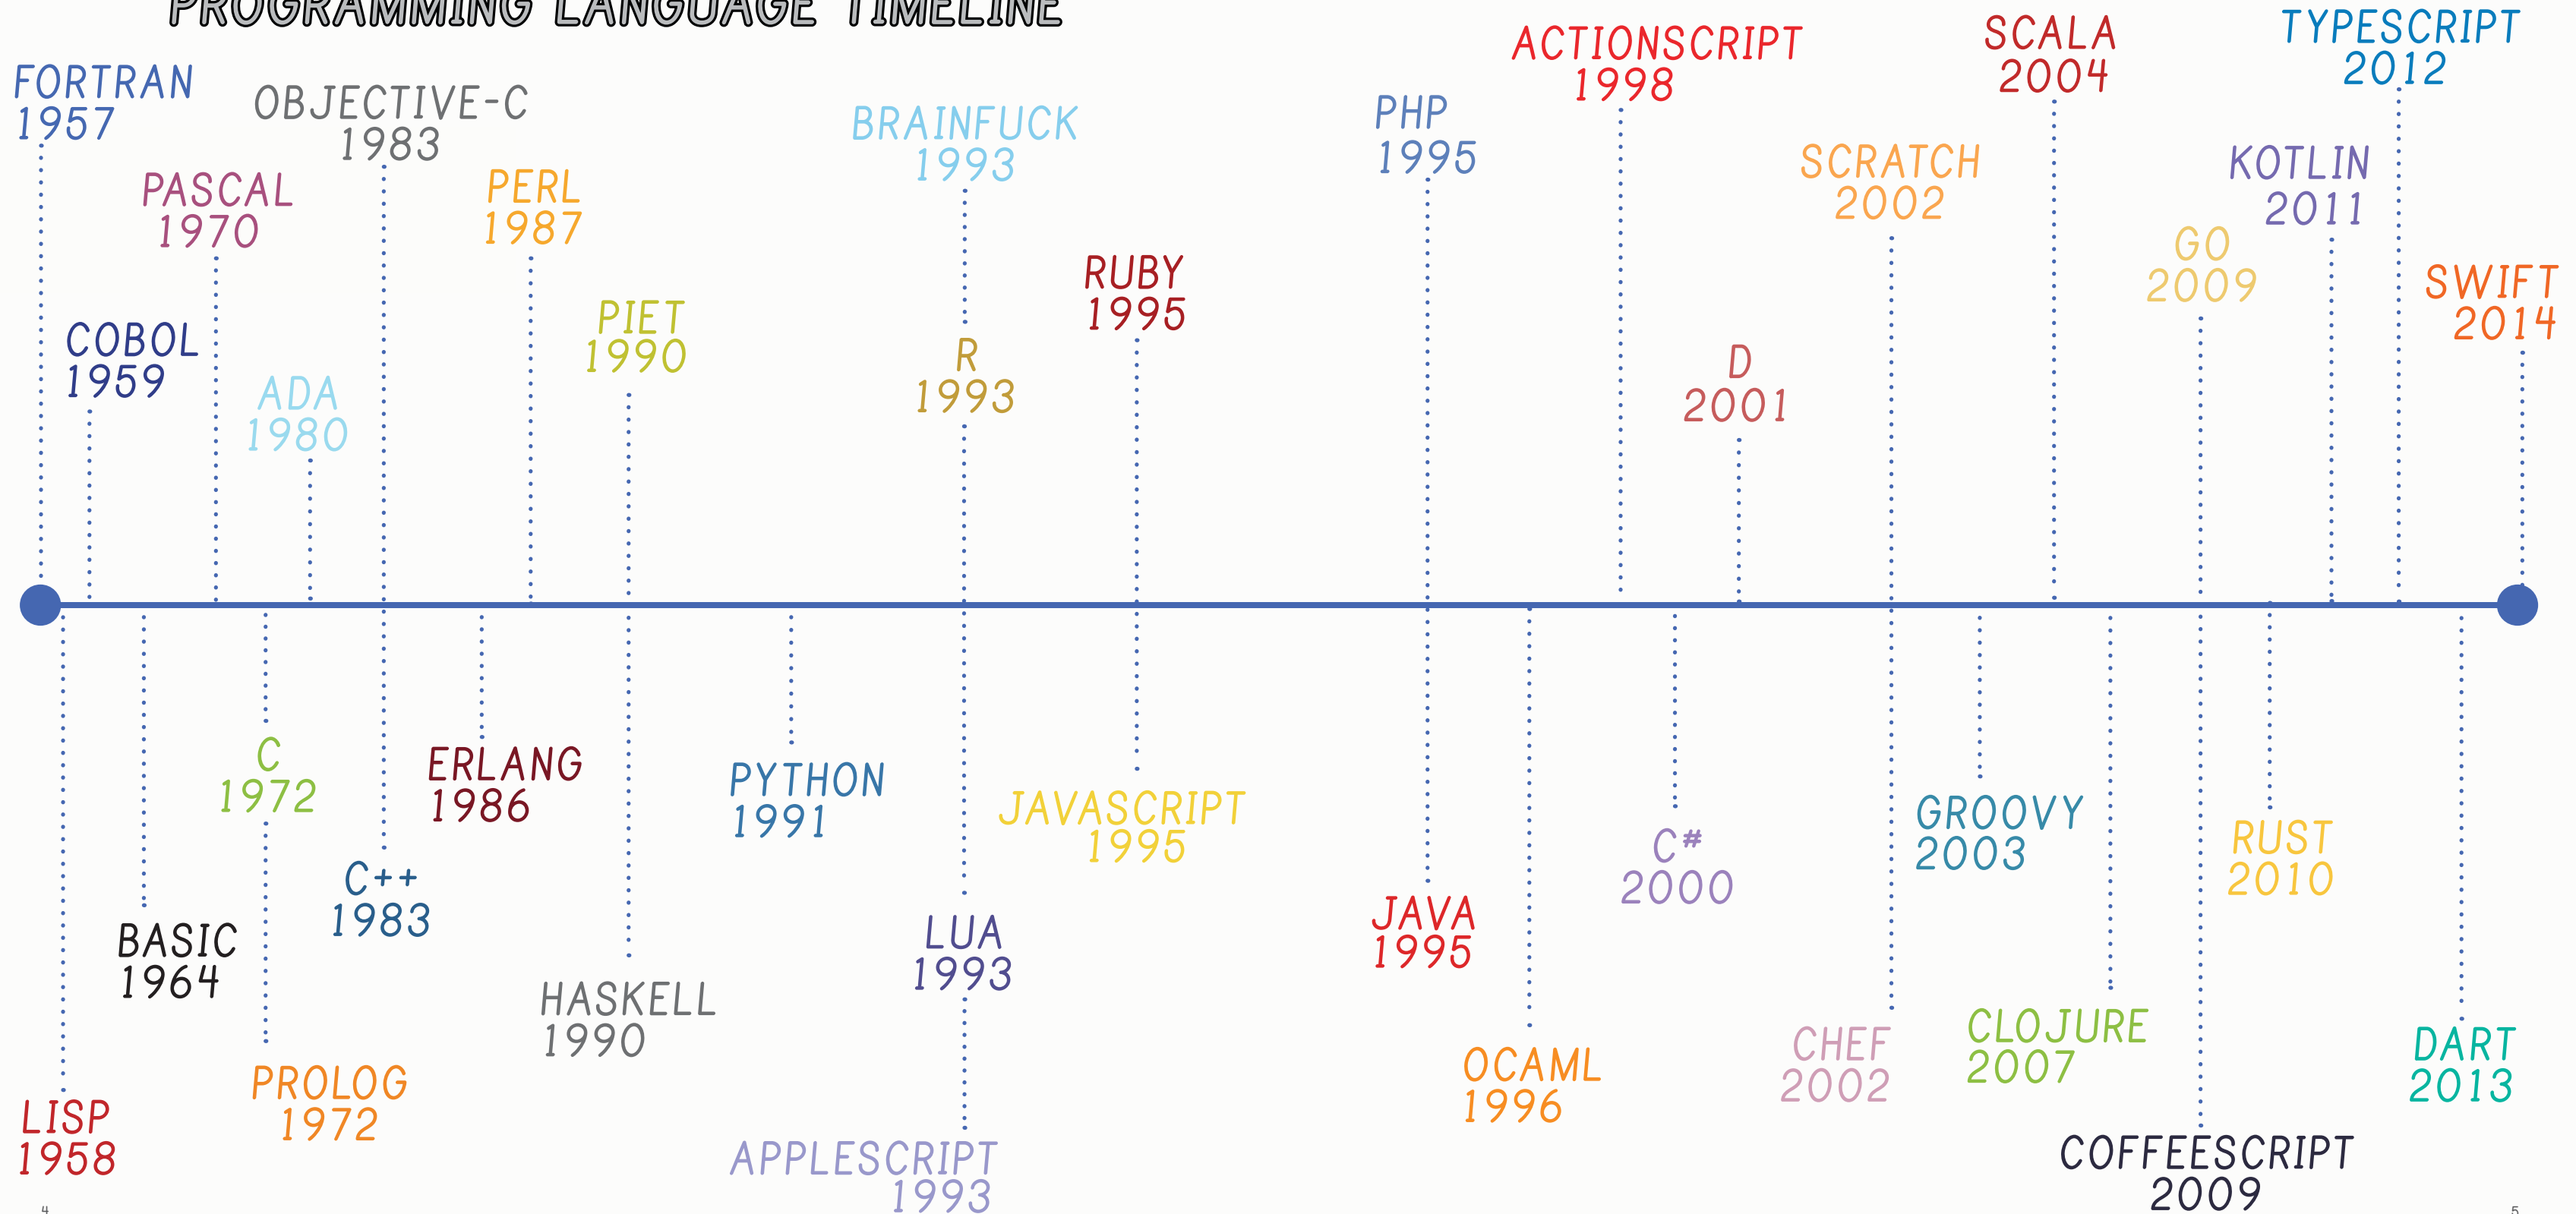 PROGRAMMING LANGUAGE TIMELINE
FORTRAN
1957
COBOL
1959
PASCAL
1970
ADA
1980
OBJECTIVE-C
1983
PERL
1987
PIET
1990
BRAINFUCK
1993
R
1993
RUBY
1995
PHP
1995
ACTIONSCRIPT
1998
D
2001
SCRATCH
2002
SCALA
2004
GO
2009
KOTLIN
2011
TYPESCRIPT
2012
SWIFT
2014
LISP
1958
BASIC
1964
C
1972
PROLOG
1972
C++
1983
ERLANG
1986
HASKELL
1990
PYTHON
1991
LUA
1993
APPLESCRIPT
1993
JAVASCRIPT
1995
JAVA
1995
OCAML
1996
C#
2000
CHEF
2002
GROOVY
2003
CLOJURE
2007
COFFEESCRIPT
2009
RUST
2010
DART
2013
4
5